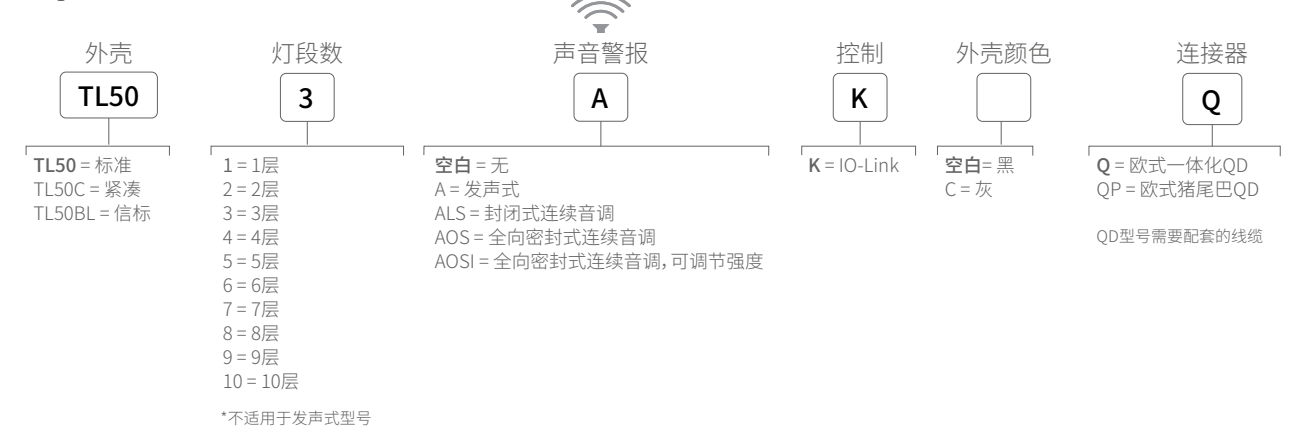 外壳 灯段数 声音警报 控制 外壳颜色 连接器
TL50 3 A K Q
TL50 = 标准
TL50C = 紧凑
TL50BL = 信标
1 = 1层
2 = 2层
3 = 3层
4 = 4层
5 = 5层
6 = 6层
7 = 7层
8 = 8层
9 = 9层
10 = 10层
*不适用于发声式型号
空白 = 无
A = 发声式
ALS = 封闭式连续音调
AOS = 全向密封式连续音调
AOSI = 全向密封式连续音调，可调节强度
K = IO-Link
空白= 黑
C = 灰
Q = 欧式一体化QD
QP = 欧式猪尾巴QD
QD型号需要配套的线缆